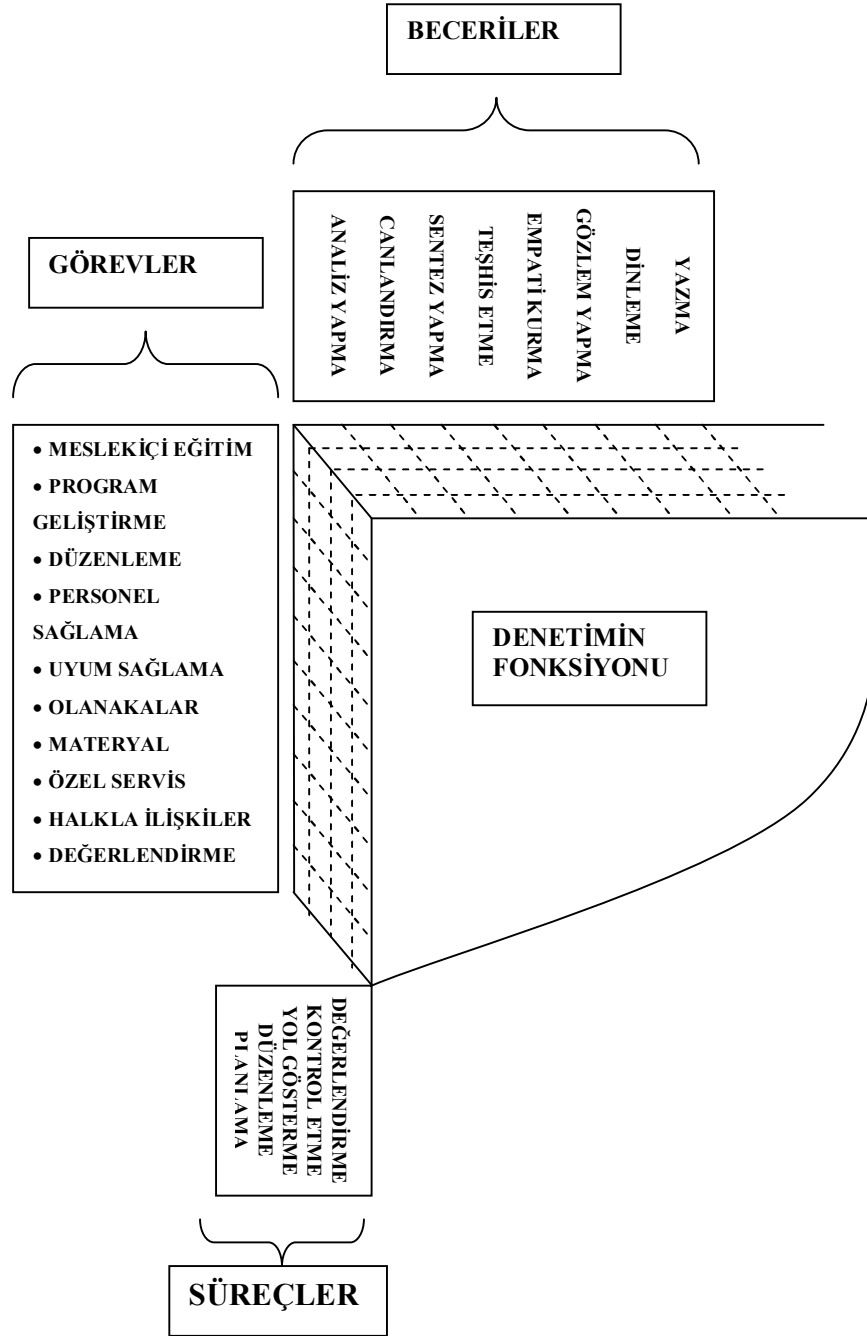 BECERİLER
ANALİZ YAPMA
CANLANDIRMA
SENTEZ YAPMA
TEŞHİS ETME
EMPATİ KURMA
GÖZLEM YAPMA
DİNLEME
YAZMA
GÖREVLER
• MESLEKİÇİ EĞİTİM
• PROGRAM
GELİŞTİRME
• DÜZENLEME
• PERSONEL
SAĞLAMA
• UYUM SAĞLAMA
• OLANAKALAR
• MATERYAL
• ÖZEL SERVİS
• HALKLA İLİŞKİLER
• DEĞERLENDİRME
DENETİMİN
FONKSİYONU
DEĞERLENDİRME
KONTROL ETME
YOL GÖSTERME
DÜZENLEME
PLANLAMA
SÜREÇLER